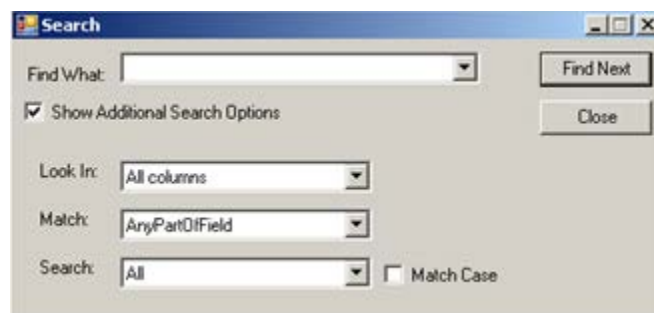 Search
Find What:
Find Next
Show Additional Search Options
Close
Look In: All columns
Match: AnyPartOfField
Search: All Match Case